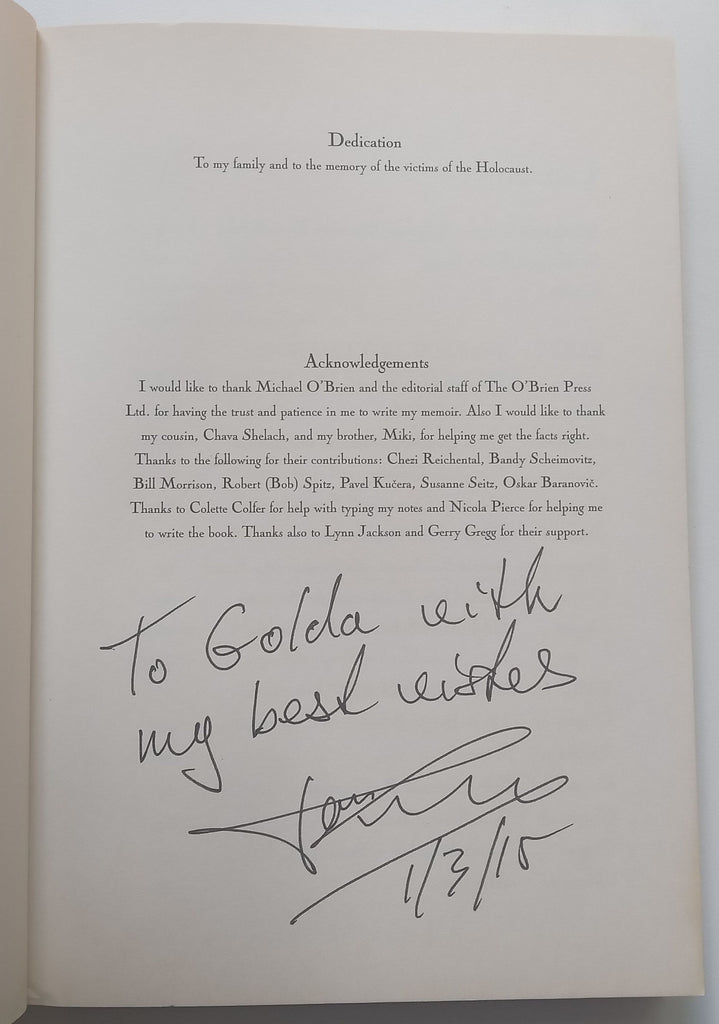 Dedication
To my family and to the memory of the victims of the Holocaust.
Acknowledgements
I would like to thank Michael O'Brien and the editorial staff of The O'Brien Press
Ltd. for having the trust and patience in me to write my memoir. Also I would like to thank
my cousin, Chava Shelach, and my brother, Miki, for helping me get the facts right.
Thanks to the following for their contributions: Chezi Reichental, Bandy Scheimovitz,
Bill Morrison, Robert (Bob) Spitz, Pavel Kučera, Susanne Seitz, Oskar Baranovič.
Thanks to Colette Colfer for help with typing my notes and Nicola Pierce for helping me
to write the book. Thanks also to Lynn Jackson and Gerry Gregg for their support.
To Golda with
my best wishes
1/3/15